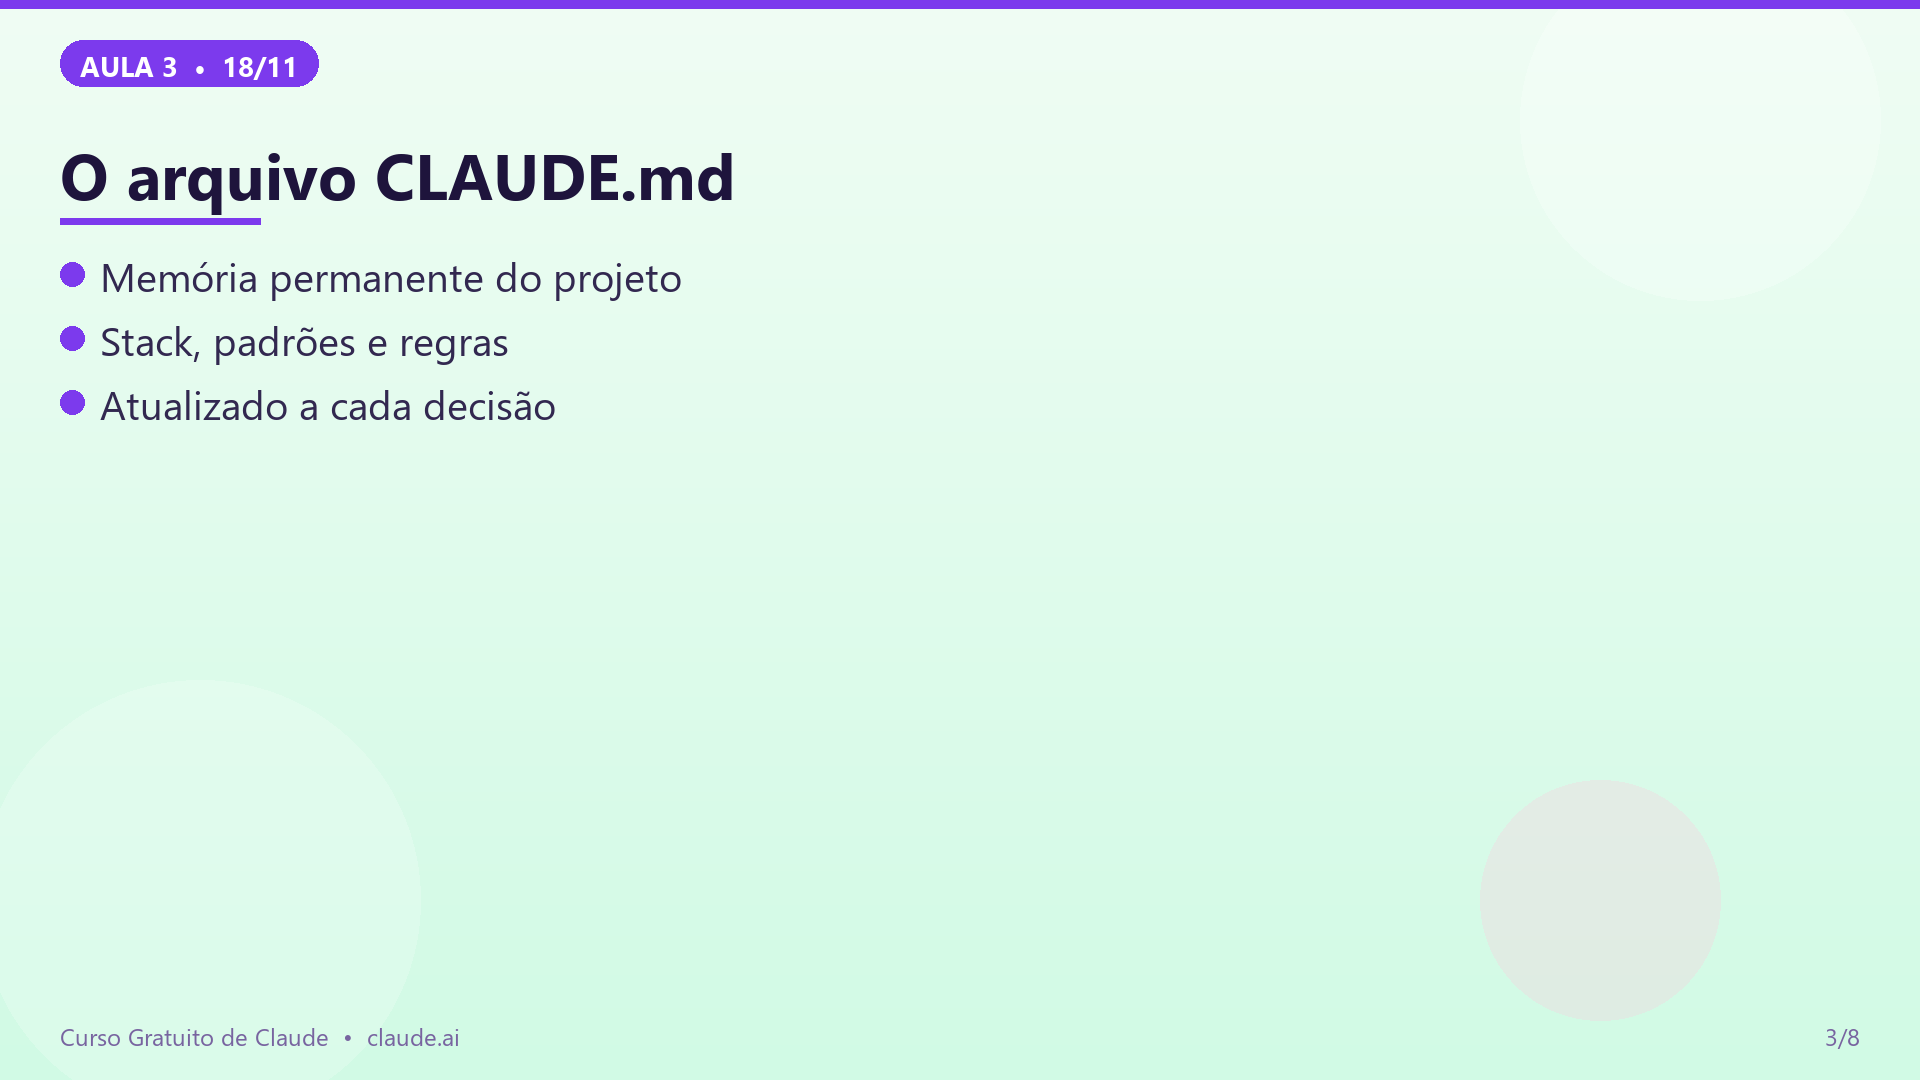 AULA 3 • 18/11
O arquivo CLAUDE.md
Memória permanente do projeto
Stack, padrões e regras
Atualizado a cada decisão
Curso Gratuito de Claude • claude.ai
3/8